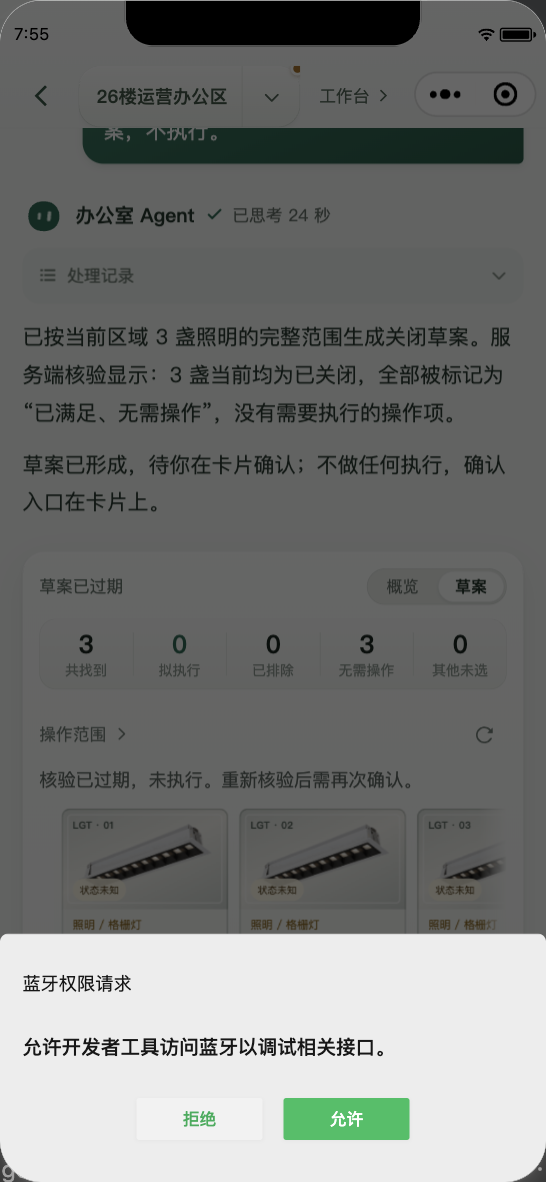 7:55
26楼运营办公区
工作台
案，不执行。
办公室 Agent
已思考 24 秒
处理记录
已按当前区域 3 盏照明的完整范围生成关闭草案。服
务端核验显示：3 盏当前均为已关闭，全部被标记为
“已满足、无需操作”，没有需要执行的操作项。
草案已形成，待你在卡片确认；不做任何执行，确认
入口在卡片上。
草案已过期
概览
草案
3 0 0 3 0
共找到 拟执行 已排除 无需操作 其他未选
操作范围
核验已过期，未执行。重新核验后需再次确认。
LGT · 01 LGT · 02 LGT · 03
状态未知 状态未知 状态未知
照明 / 格栅灯 照明 / 格栅灯 照明 / 格栅灯
蓝牙权限请求
允许开发者工具访问蓝牙以调试相关接口。
拒绝 允许